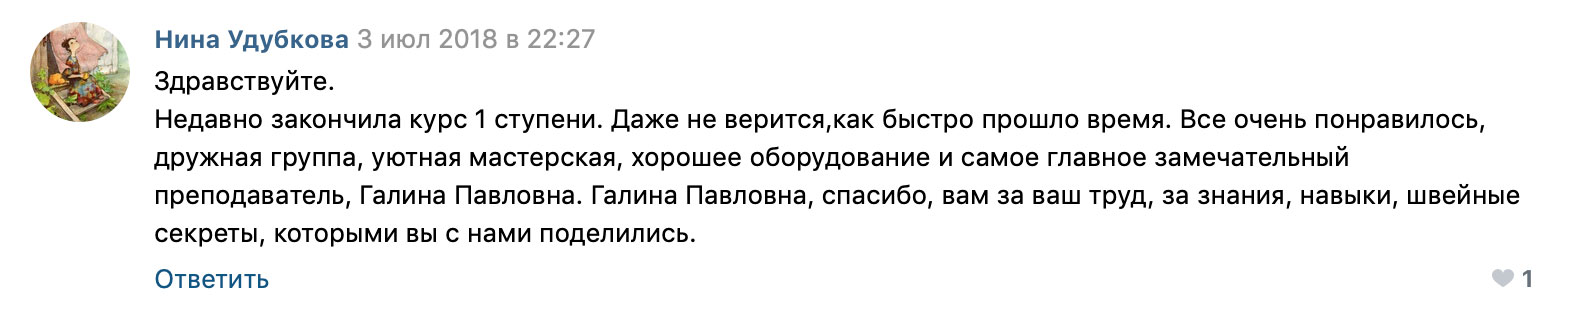 Нина Удубкова 3 июл 2018 в 22:27
Здравствуйте.
Недавно закончила курс 1 ступени. Даже не верится,как быстро прошло время. Все очень понравилось,
дружная группа, уютная мастерская, хорошее оборудование и самое главное замечательный
преподаватель, Галина Павловна. Галина Павловна, спасибо, вам за ваш труд, за знания, навыки, швейные
секреты, которыми вы с нами поделились.
Ответить 1